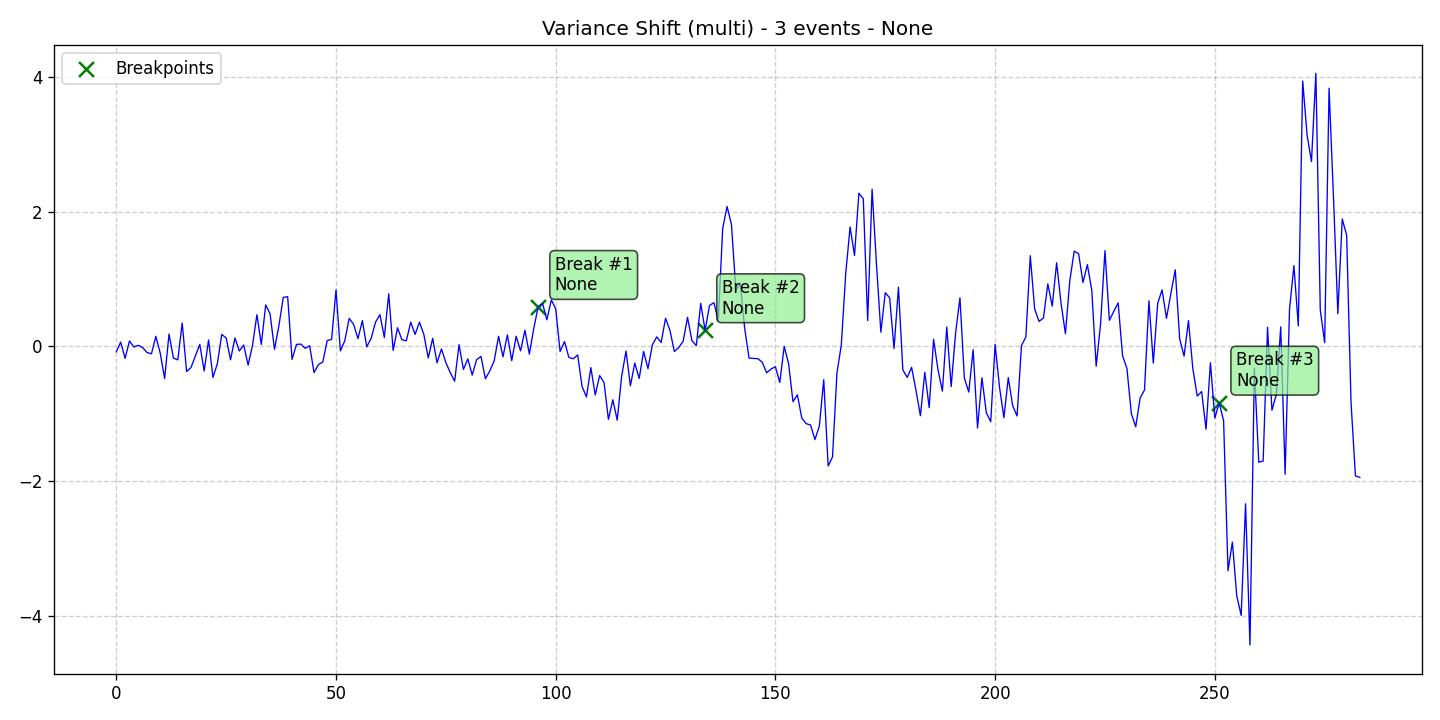 Variance Shift (multi) - 3 events - None
Breakpoints
4
2
0
−2
−4
Break #1
None
Break #2
None
Break #3
None
0
50
100
150
200
250